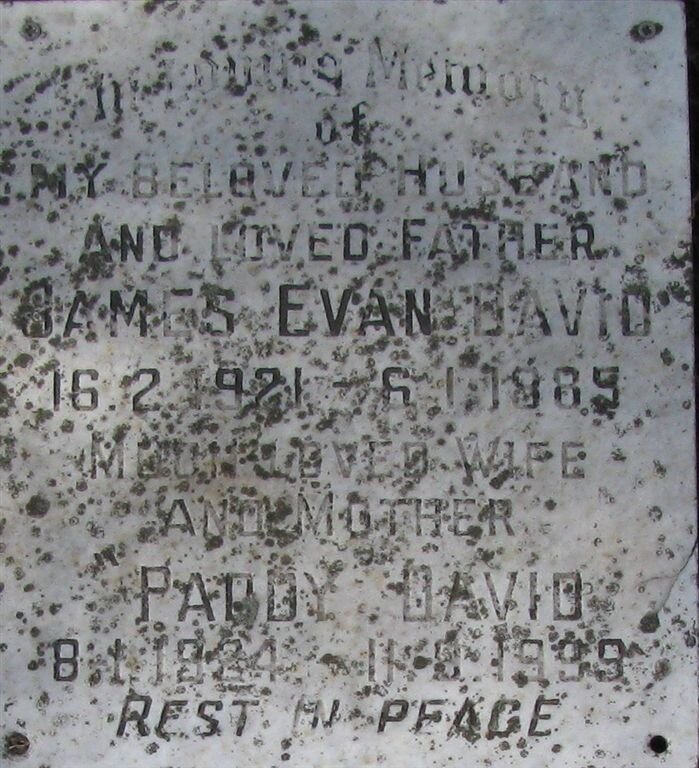 In Loving Memory
of
MY BELOVED HUSBAND
AND LOVED FATHER
JAMES EVAN DAVID
16.2.1921 - 6.1.1985
MUCH LOVED WIFE
AND MOTHER
PADDY DAVID
8.1.1924 - 11.9.1999
REST IN PEACE